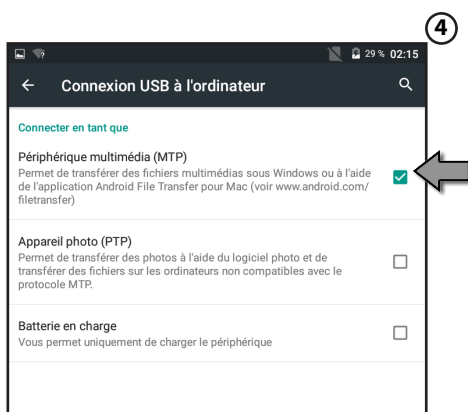 4
29 % 02:15
Connexion USB à l'ordinateur
Connecter en tant que
Périphérique multimédia (MTP)
Permet de transférer des fichiers multimédias sous Windows ou à l'aide
de l'application Android File Transfer pour Mac (voir www.android.com/
filetransfer)
Appareil photo (PTP)
Permet de transférer des photos à l'aide du logiciel photo et de
transférer des fichiers sur les ordinateurs non compatibles avec le
protocole MTP.
Batterie en charge
Vous permet uniquement de charger le périphérique